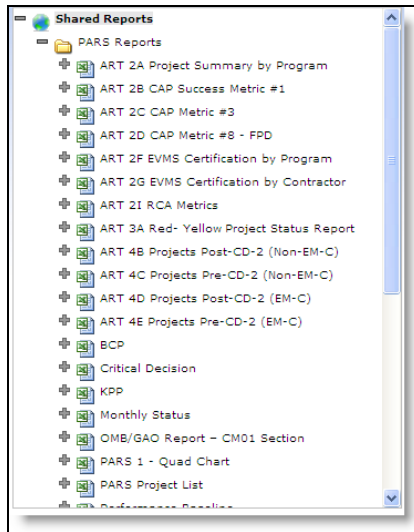 Shared Reports
PARS Reports
ART 2A Project Summary by Program
ART 2B CAP Success Metric #1
ART 2C CAP Metric #3
ART 2D CAP Metric #8 - FPD
ART 2F EVMS Certification by Program
ART 2G EVMS Certification by Contractor
ART 2I RCA Metrics
ART 3A Red- Yellow Project Status Report
ART 4B Projects Post-CD-2 (Non-EM-C)
ART 4C Projects Pre-CD-2 (Non-EM-C)
ART 4D Projects Post-CD-2 (EM-C)
ART 4E Projects Pre-CD-2 (EM-C)
BCP
Critical Decision
KPP
Monthly Status
OMB/GAO Report – CM01 Section
PARS 1 - Quad Chart
PARS Project List
Performance Baseline